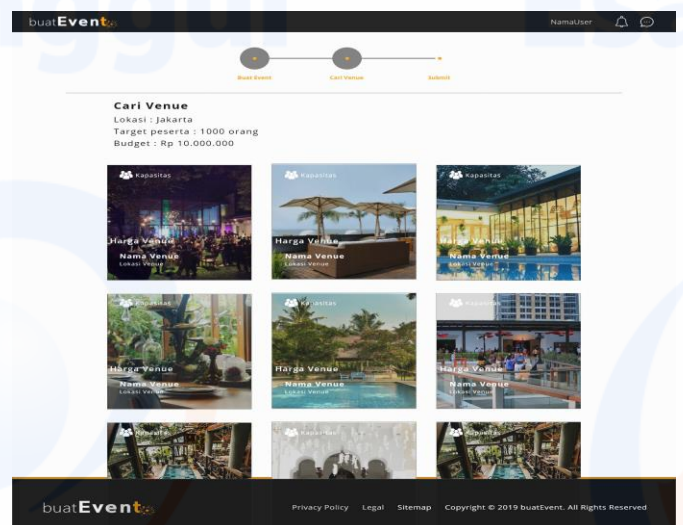 buatEvent
NamaUser
Buat Event
Cari Venue
Submit
Cari Venue
Lokasi : Jakarta
Target peserta : 1000 orang
Budget : Rp 10.000.000
Kapasitas
Kapasitas
Kapasitas
Harga Venue
Harga Venue
Harga Venue
Nama Venue
Nama Venue
Nama Venue
Lokasi Venue
Lokasi Venue
Lokasi Venue
Kapasitas
Kapasitas
Kapasitas
Harga Venue
Harga Venue
Harga Venue
Nama Venue
Nama Venue
Nama Venue
Lokasi Venue
Lokasi Venue
Lokasi Venue
Kapasitas
Kapasitas
Kapasitas
buatEvent
Privacy Policy Legal Sitemap Copyright © 2019 buatEvent. All Rights Reserved